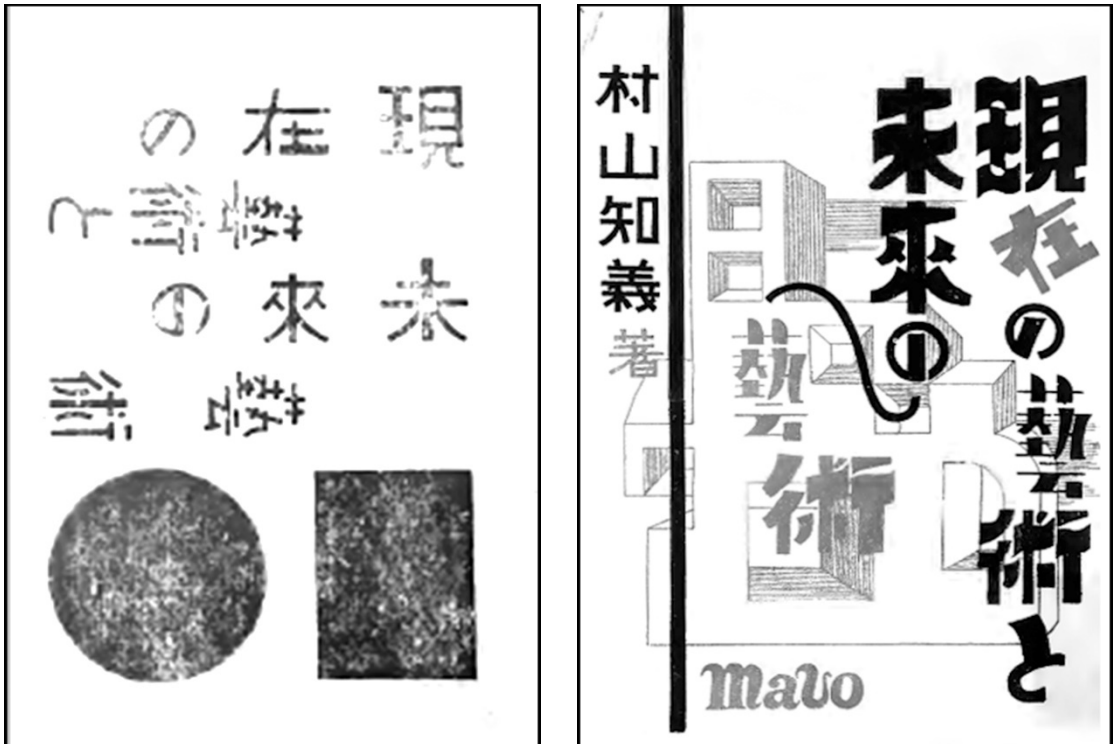 現在の
藝術と
未來の
藝術
現在の藝術と
未來の
藝術
村山知義著
mavo